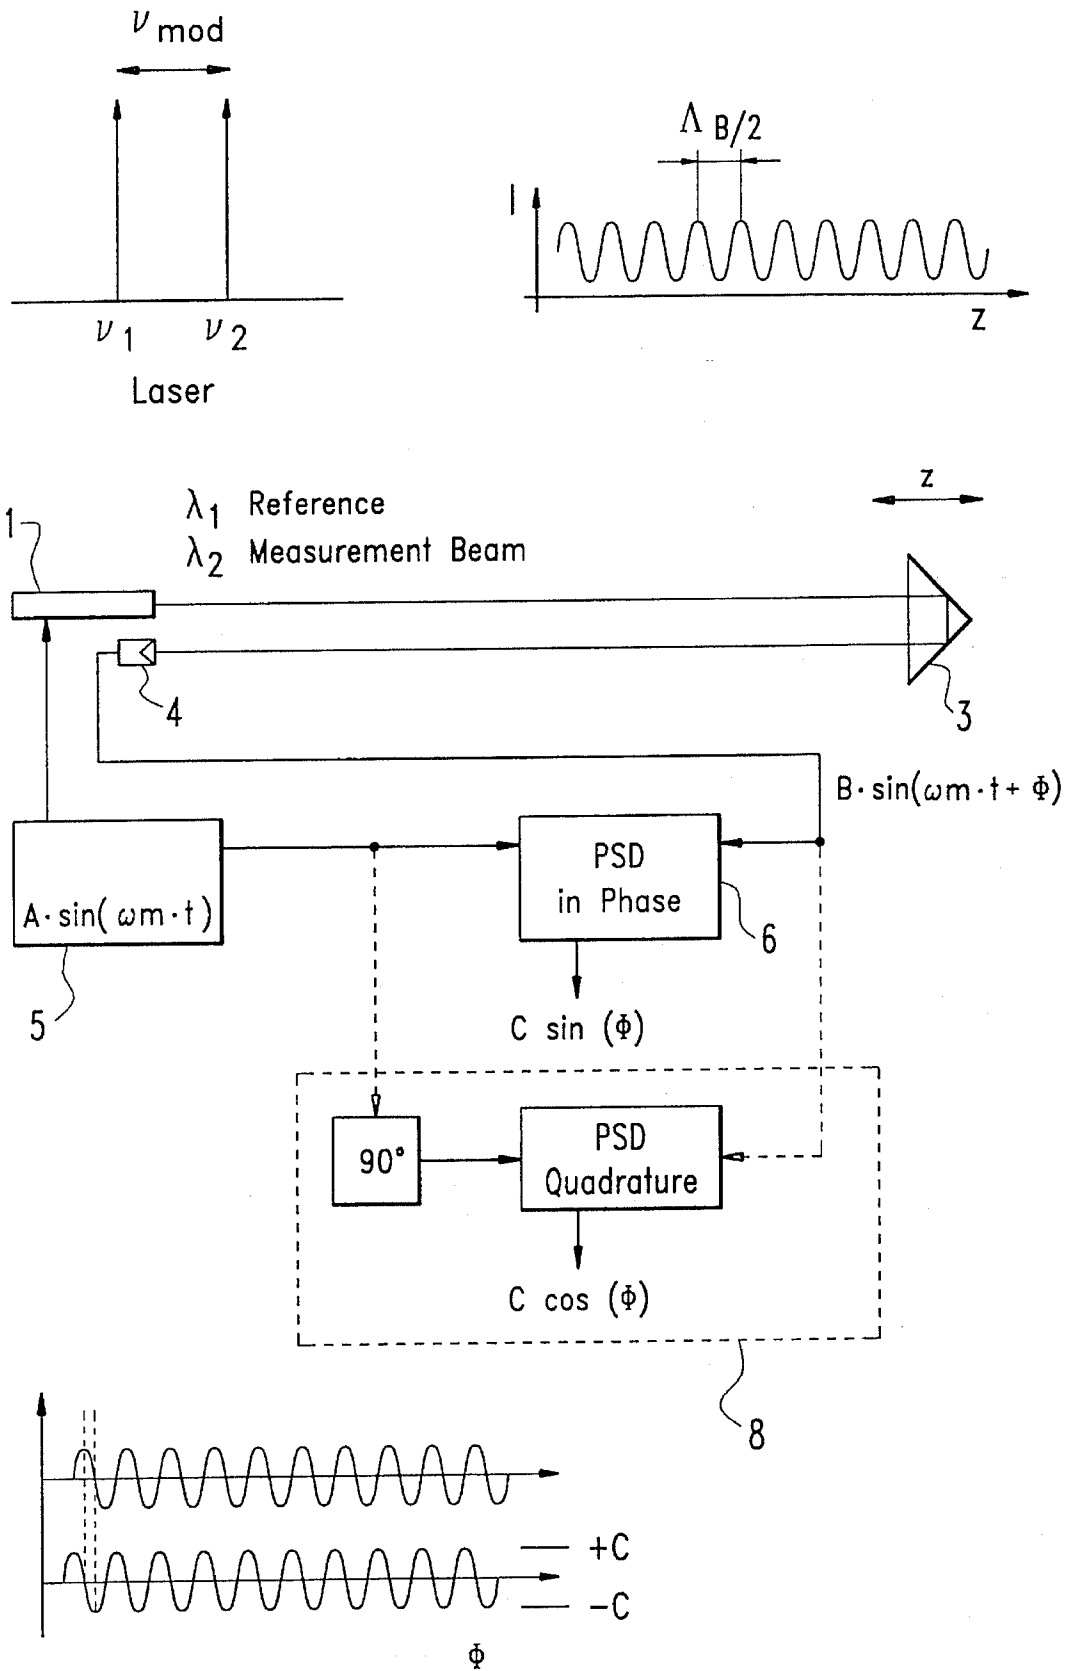 ν mod
ν 1
ν 2
Laser
Λ B/2
I
z
λ1 Reference
λ2 Measurement Beam
z
1
4
3
B·sin(ωm·t+ Φ)
A·sin( ωm·t)
PSD
in Phase
6
5
C sin (Φ)
90°
PSD
Quadrature
C cos (Φ)
8
+C
-C
Φ